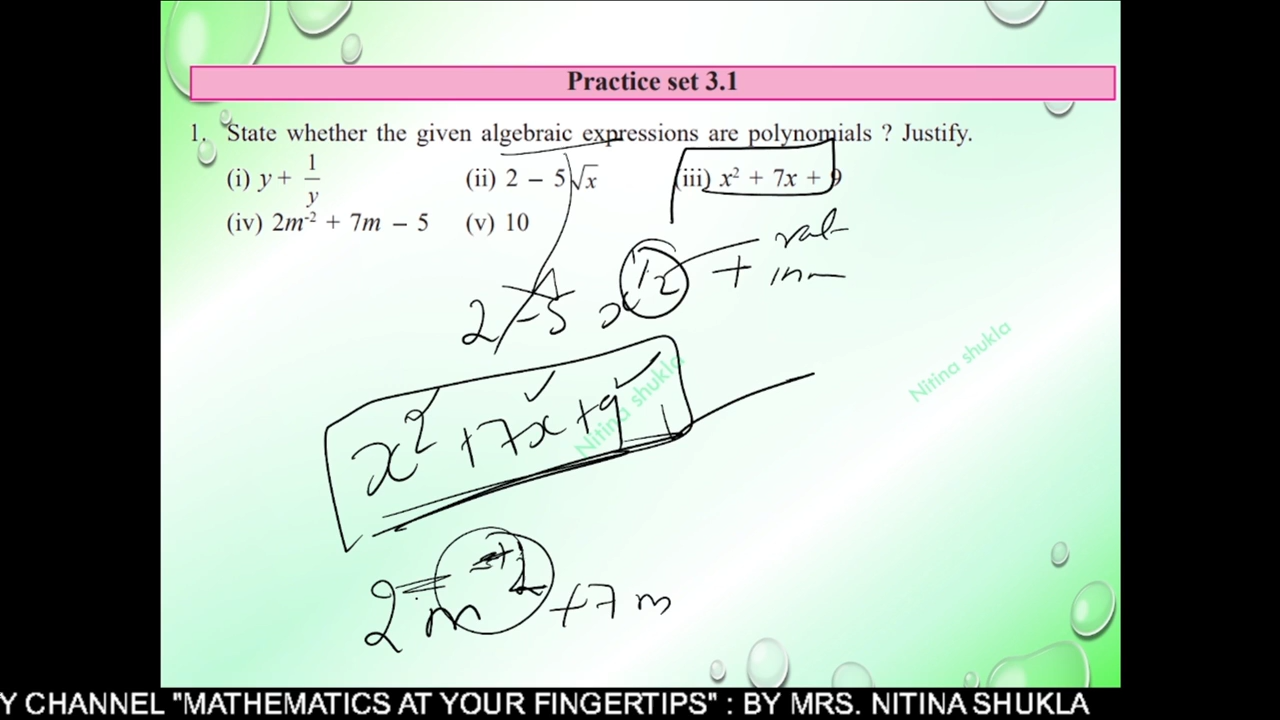 Practice set 3.1
1. State whether the given algebraic expressions are polynomials ? Justify.
(i) y + 1/y (ii) 2 − 5√x (iii) x² + 7x + 9
(iv) 2m⁻² + 7m − 5 (v) 10
2 − 5 x^1/2 +
x² + 7x + 9
2m + 7m
Nitina shukla
Nitina shukla
Y CHANNEL "MATHEMATICS AT YOUR FINGERTIPS" : BY MRS. NITINA SHUKLA